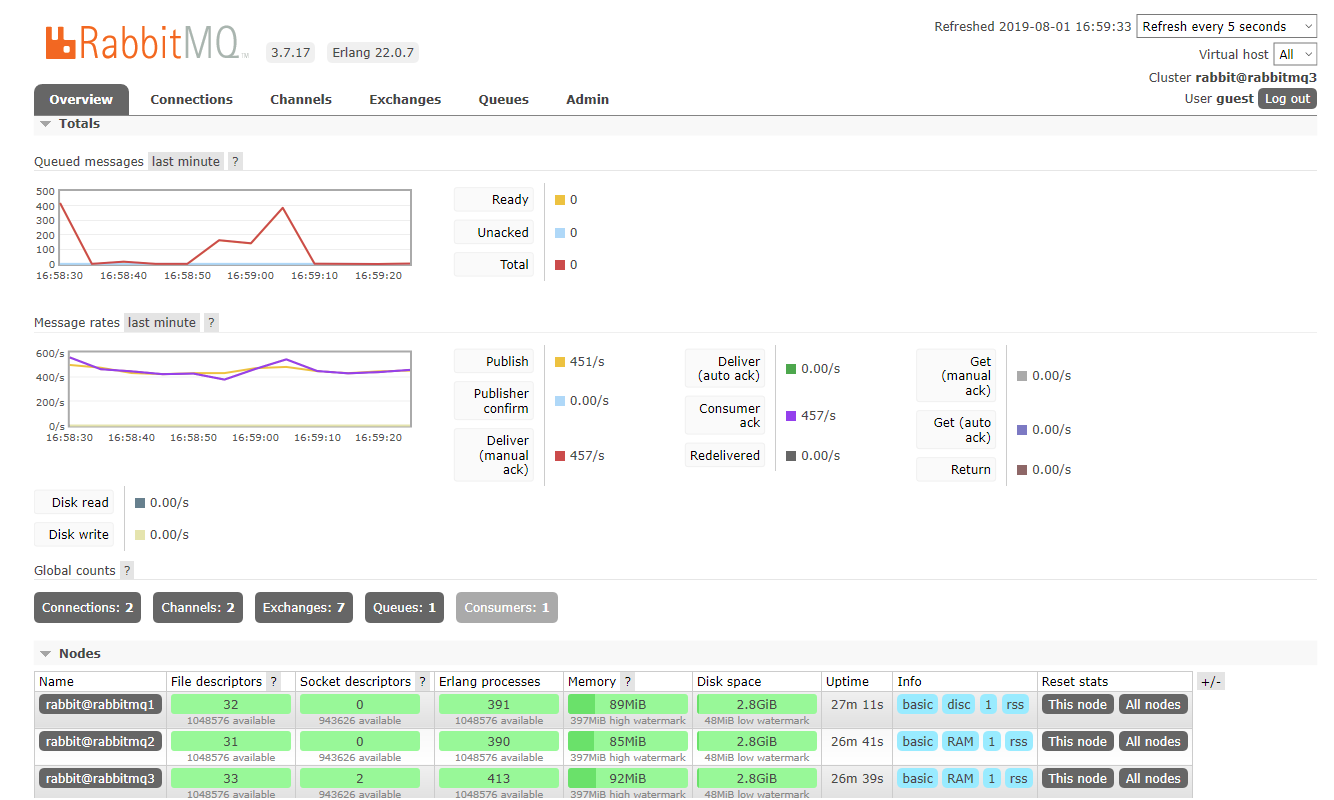 RabbitMQ TM 3.7.17 Erlang 22.0.7
Refreshed 2019-08-01 16:59:33 Refresh every 5 seconds
Virtual host All
Cluster rabbit@rabbitmq3
User guest Log out
Overview Connections Channels Exchanges Queues Admin
Totals
Queued messages last minute ?
500
400
300
200
100
0
16:58:30 16:58:40 16:58:50 16:59:00 16:59:10 16:59:20
Ready 0
Unacked 0
Total 0
Message rates last minute ?
600/s
400/s
200/s
0/s
16:58:30 16:58:40 16:58:50 16:59:00 16:59:10 16:59:20
Publish 451/s
Publisher
confirm 0.00/s
Deliver
(manual
ack) 457/s
Deliver
(auto ack) 0.00/s
Consumer
ack 457/s
Redelivered 0.00/s
Get
(manual
ack) 0.00/s
Get (auto
ack) 0.00/s
Return 0.00/s
Disk read 0.00/s
Disk write 0.00/s
Global counts ?
Connections: 2 Channels: 2 Exchanges: 7 Queues: 1 Consumers: 1
Nodes
Name File descriptors ? Socket descriptors ? Erlang processes Memory ? Disk space Uptime Info Reset stats +/-
rabbit@rabbitmq1 32 0 391 89MiB 2.8GiB 27m 11s basic disc 1 rss This node All nodes
1048576 available 943626 available 1048576 available 397MiB high watermark 48MiB low watermark
rabbit@rabbitmq2 31 0 390 85MiB 2.8GiB 26m 41s basic RAM 1 rss This node All nodes
1048576 available 943626 available 1048576 available 397MiB high watermark 48MiB low watermark
rabbit@rabbitmq3 33 2 413 92MiB 2.8GiB 26m 39s basic RAM 1 rss This node All nodes
1048576 available 943626 available 1048576 available 397MiB high watermark 48MiB low watermark